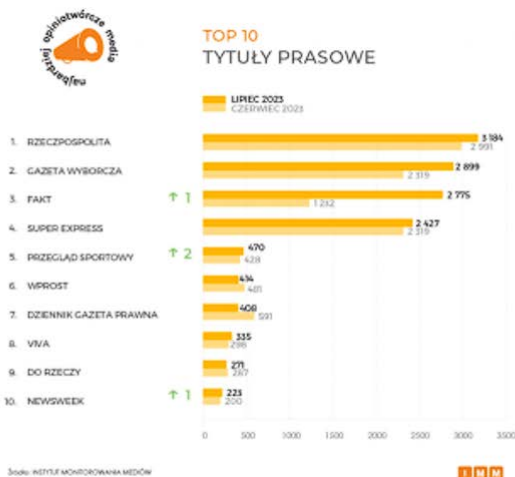 najbardziej opiniotwórcze media
TOP 10
TYTUŁY PRASOWE
LIPIEC 2023
CZERWIEC 2023
1. RZECZPOSPOLITA 3 184
2 991
2. GAZETA WYBORCZA 2 899
2 319
3. FAKT ↑ 1 2 775
1 232
4. SUPER EXPRESS 2 427
2 319
5. PRZEGLĄD SPORTOWY ↑ 2 470
428
6. WPROST 414
481
7. DZIENNIK GAZETA PRAWNA 408
591
8. VIVA 335
298
9. DO RZECZY 271
287
10. NEWSWEEK ↑ 1 223
200
0 500 1000 1500 2000 2500 3000 3500
Źródło: INSTYTUT MONITOROWANIA MEDIÓW
IMM